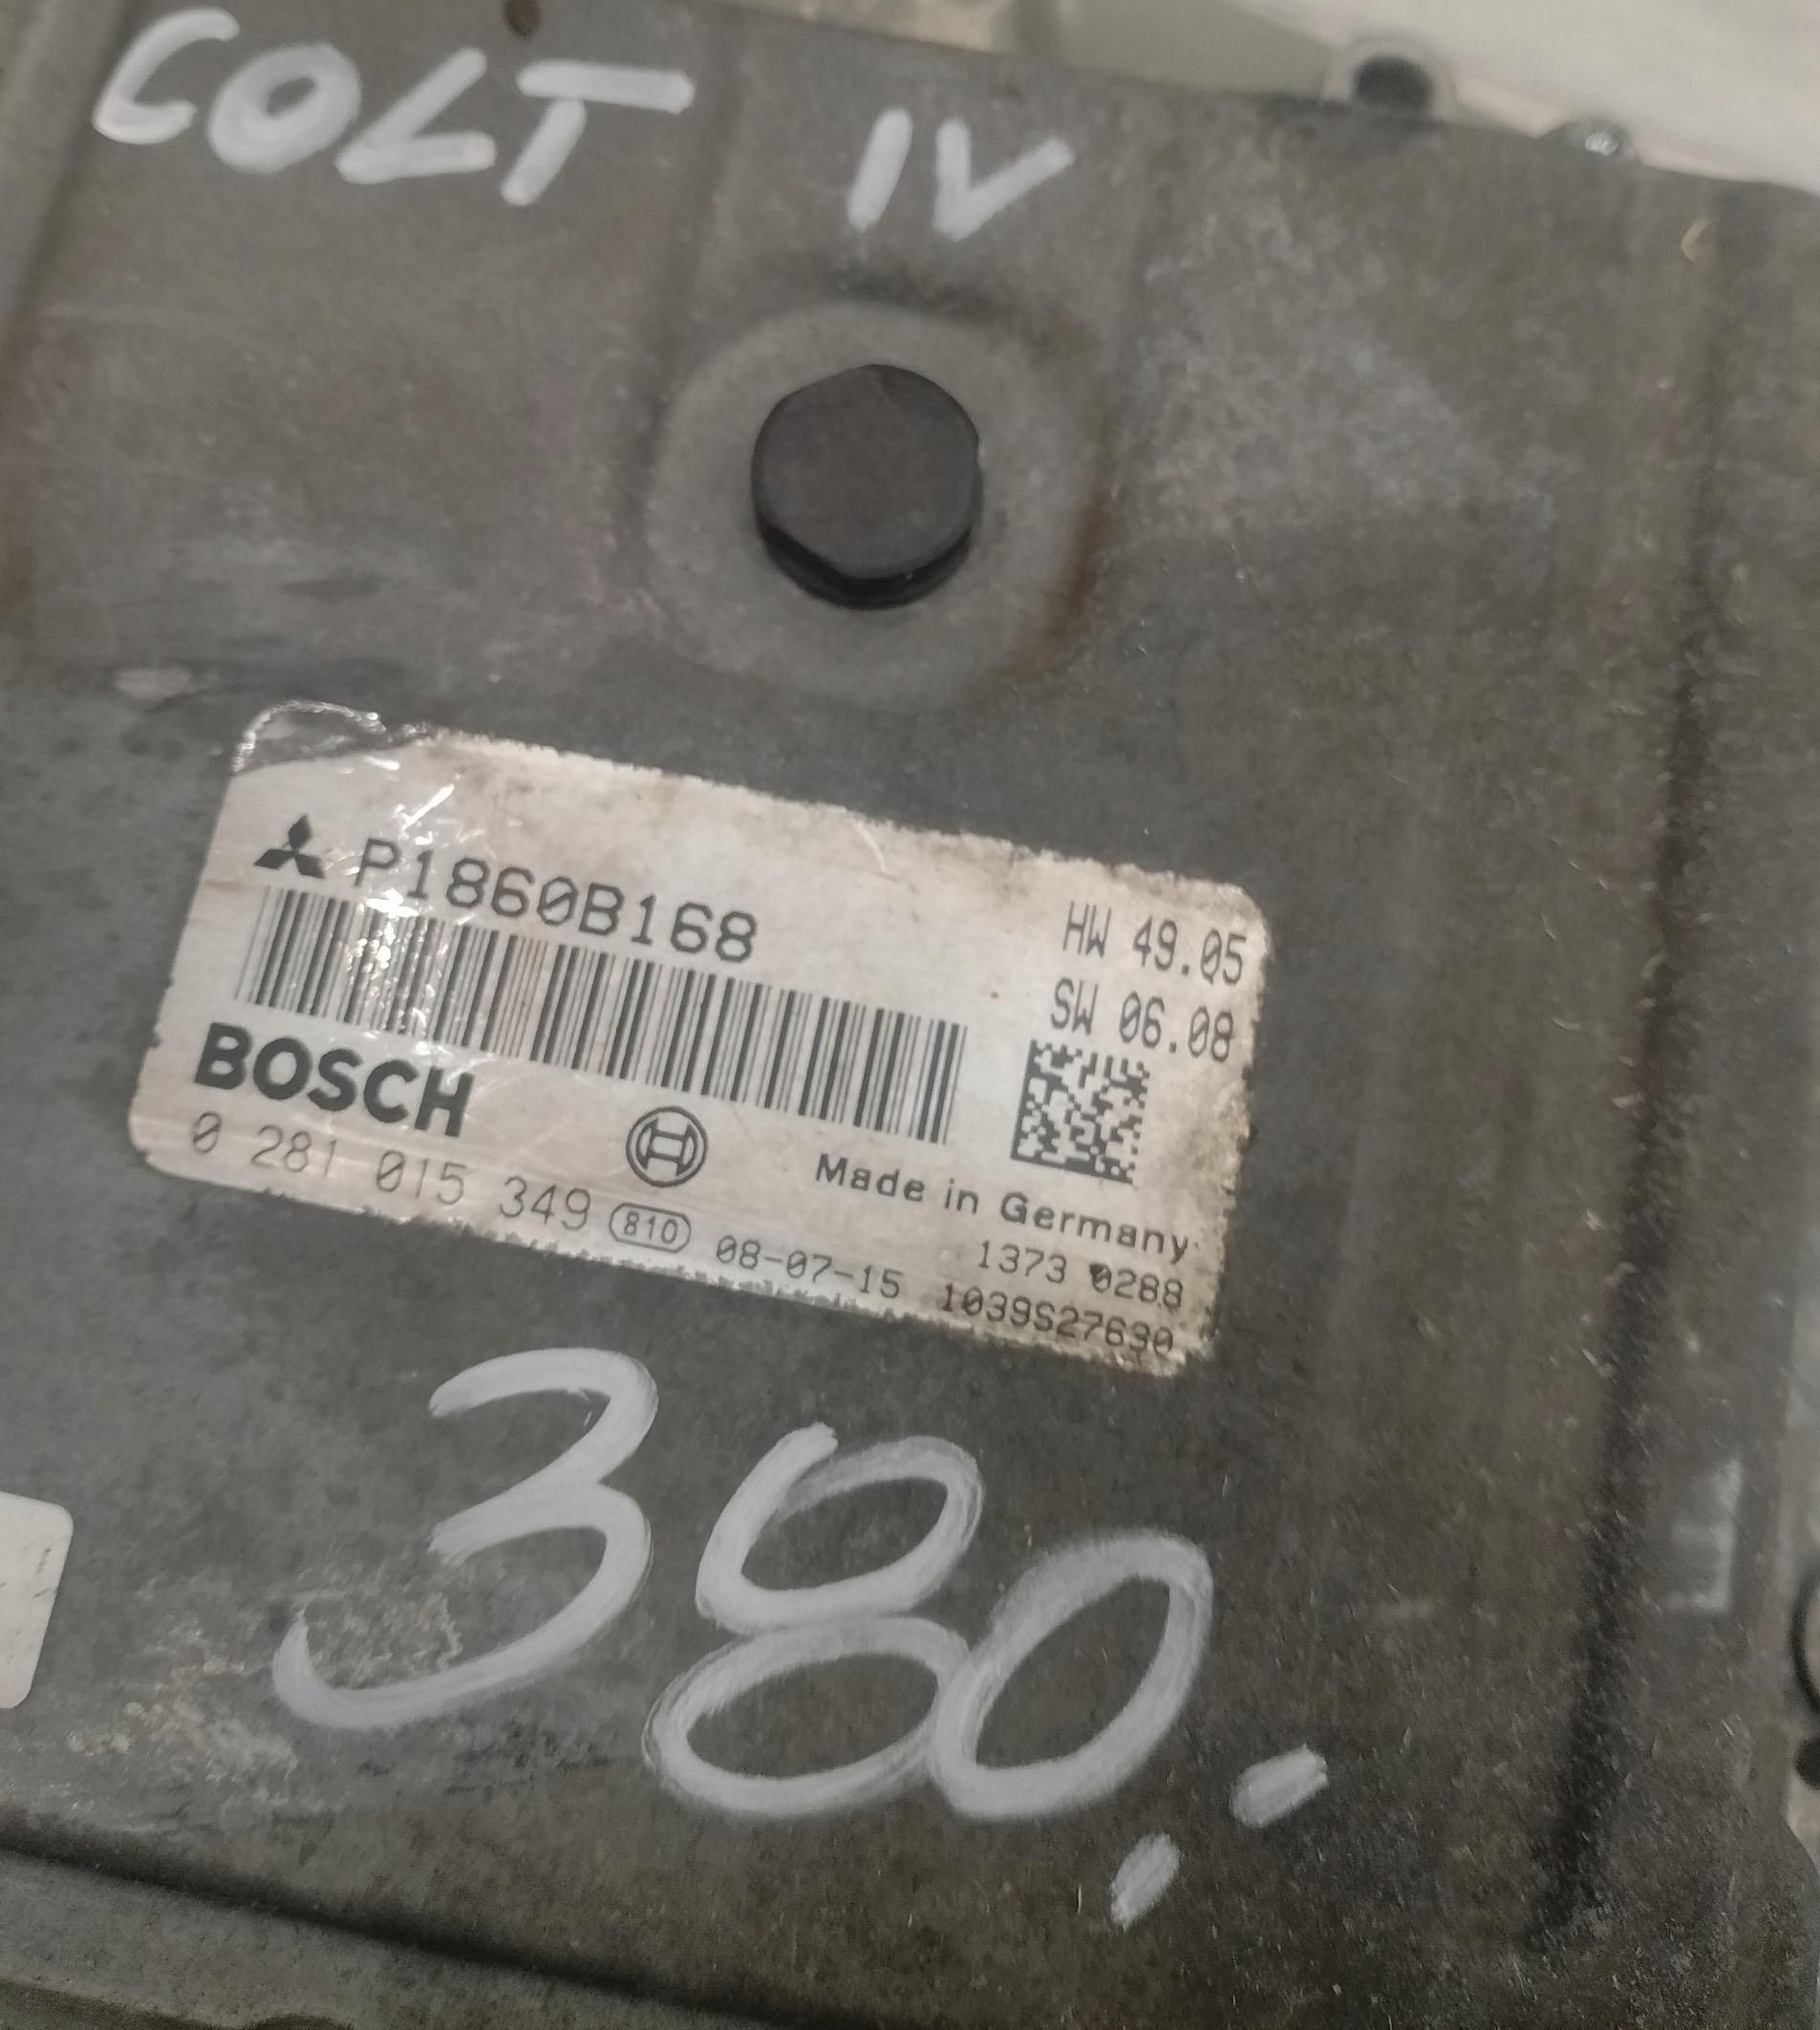 COLT IV
P1860B168
HW 49.05
SW 06.08
BOSCH
Made in Germany
0 281 015 349 810 08-07-15
1373 0288
1039S27630
380.-